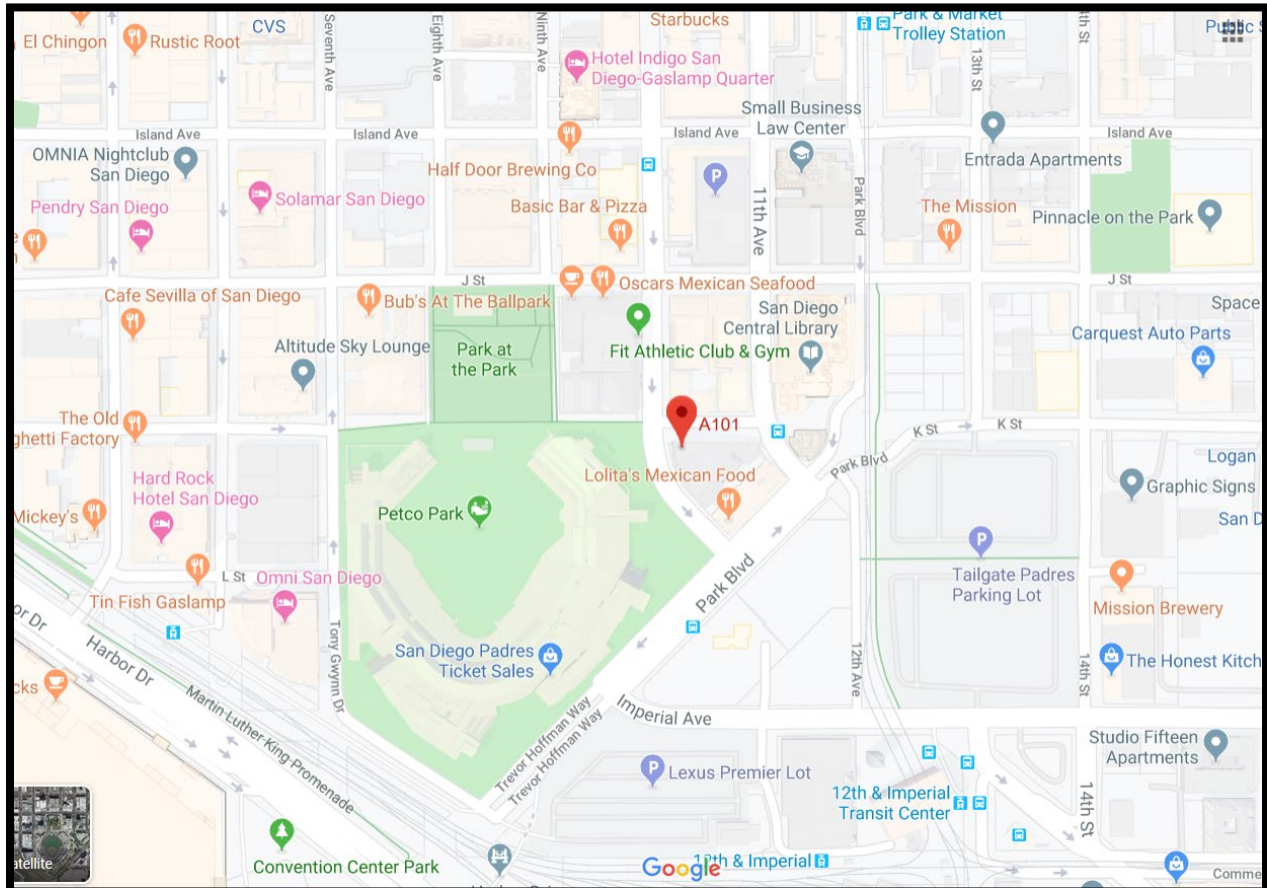 El Chingon
Rustic Root
CVS
Seventh Ave
Eighth Ave
Ninth Ave
Starbucks
Hotel Indigo San
Diego-Gaslamp Quarter
Park & Market
Trolley Station
13th St
4th St
Island Ave
Island Ave
Island Ave
Island Ave
OMNIA Nightclub
San Diego
Pendry San Diego
Solamar San Diego
Half Door Brewing Co
Basic Bar & Pizza
P
Small Business
Law Center
11th Ave
Park Blvd
Entrada Apartments
The Mission
Pinnacle on the Park
J St
J St
Cafe Sevilla of San Diego
Bub's At The Ballpark
Oscars Mexican Seafood
Altitude Sky Lounge
Park at
the Park
Fit Athletic Club & Gym
San Diego
Central Library
Space
Carquest Auto Parts
The Old
ghetti Factory
A101
K St
K St
Park Blvd
Hard Rock
Hotel San Diego
Mickey's
Petco Park
Lolita's Mexican Food
Logan
Graphic Signs
San D
L St
Omni San Diego
Tin Fish Gaslamp
Park Blvd
P
Tailgate Padres
Parking Lot
Mission Brewery
or Dr
Harbor Dr
Tony Gwynn Dr
San Diego Padres
Ticket Sales
12th Ave
14th St
The Honest Kitch
cks
Martin Luther King Promenade
Trevor Hoffman Way
Trevor Hoffman Way
Imperial Ave
Studio Fifteen
Apartments
P
Lexus Premier Lot
12th & Imperial
Transit Center
14th St
atellite
Convention Center Park
Google
12th & Imperial
Comme